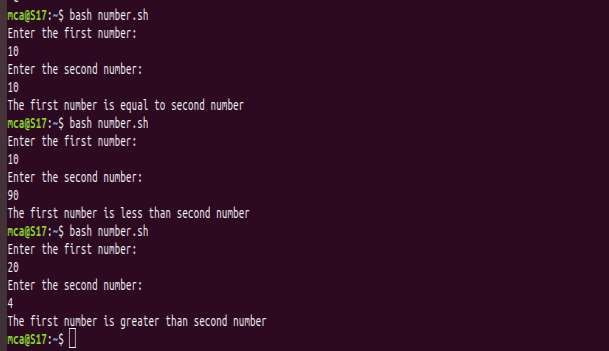 mca@S17:~$ bash number.sh
Enter the first number:
10
Enter the second number:
10
The first number is equal to second number
mca@S17:~$ bash number.sh
Enter the first number:
10
Enter the second number:
90
The first number is less than second number
mca@S17:~$ bash number.sh
Enter the first number:
20
Enter the second number:
4
The first number is greater than second number
mca@S17:~$